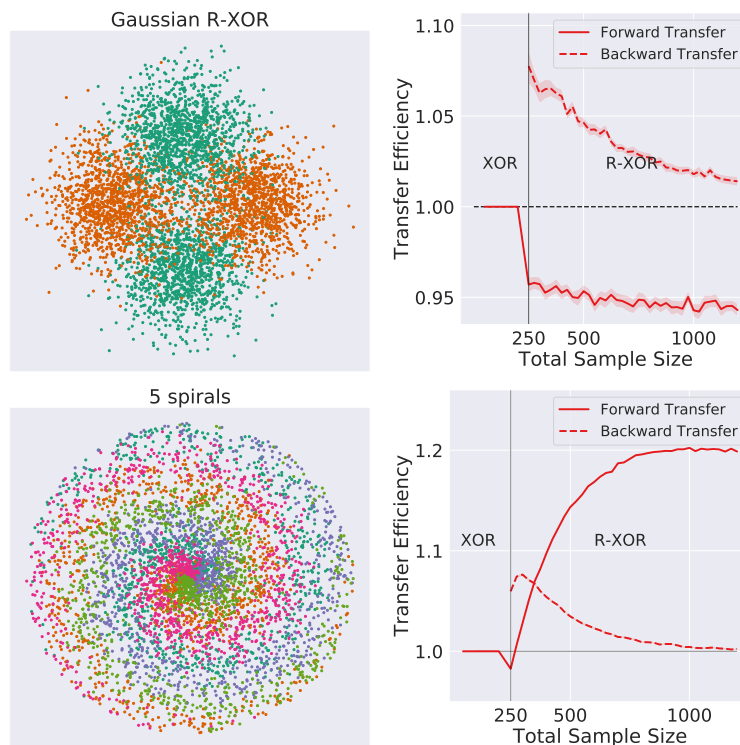 Gaussian R-XOR
Transfer Efficiency
1.10
1.05
1.00
0.95
Forward Transfer
Backward Transfer
XOR
R-XOR
250
500
1000
Total Sample Size
5 spirals
Transfer Efficiency
1.2
1.1
1.0
Forward Transfer
Backward Transfer
XOR
R-XOR
250
500
1000
Total Sample Size